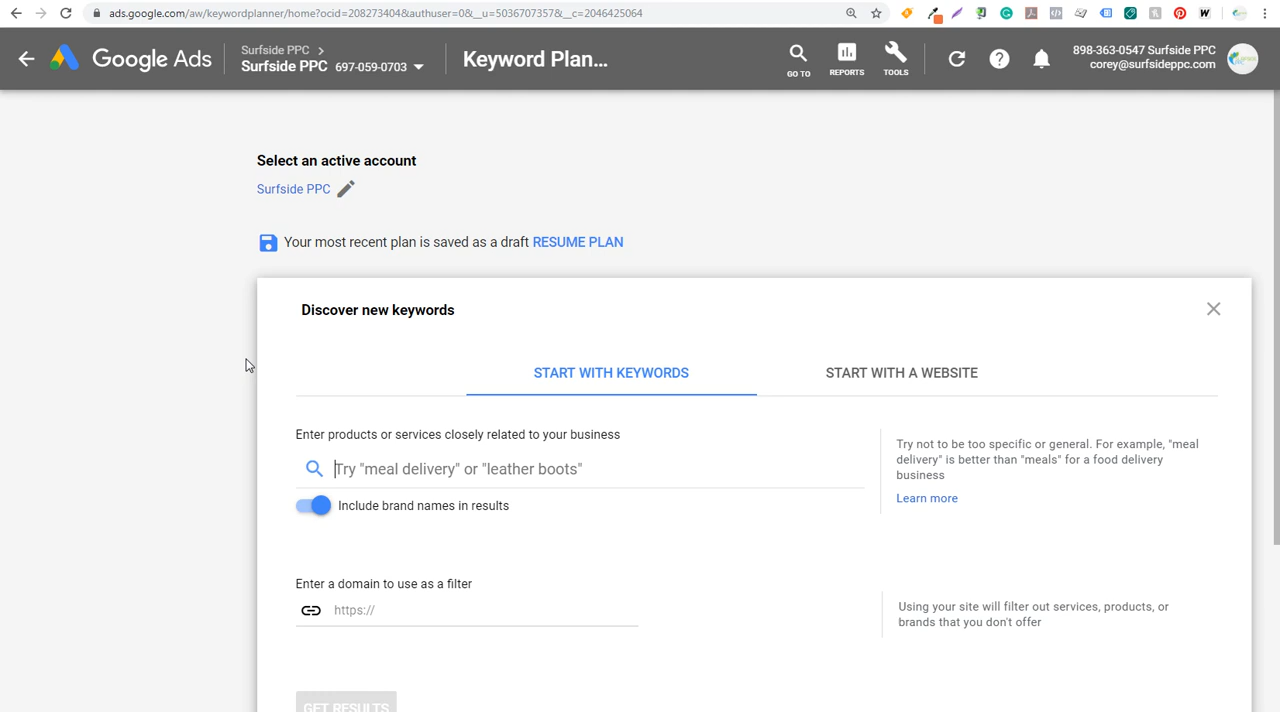 ads.google.com/aw/keywordplanner/home?ocid=208273404&authuser=0&__u=5036707357&__c=2046425064
Google Ads
Surfside PPC
Surfside PPC 697-059-0703
Keyword Plan...
GO TO
REPORTS
TOOLS
898-363-0547 Surfside PPC
corey@surfsideppc.com
Select an active account
Surfside PPC
Your most recent plan is saved as a draft RESUME PLAN
Discover new keywords
START WITH KEYWORDS
START WITH A WEBSITE
Enter products or services closely related to your business
Try "meal delivery" or "leather boots"
Include brand names in results
Try not to be too specific or general. For example, "meal
delivery" is better than "meals" for a food delivery
business
Learn more
Enter a domain to use as a filter
https://
Using your site will filter out services, products, or
brands that you don't offer
GET RESULTS